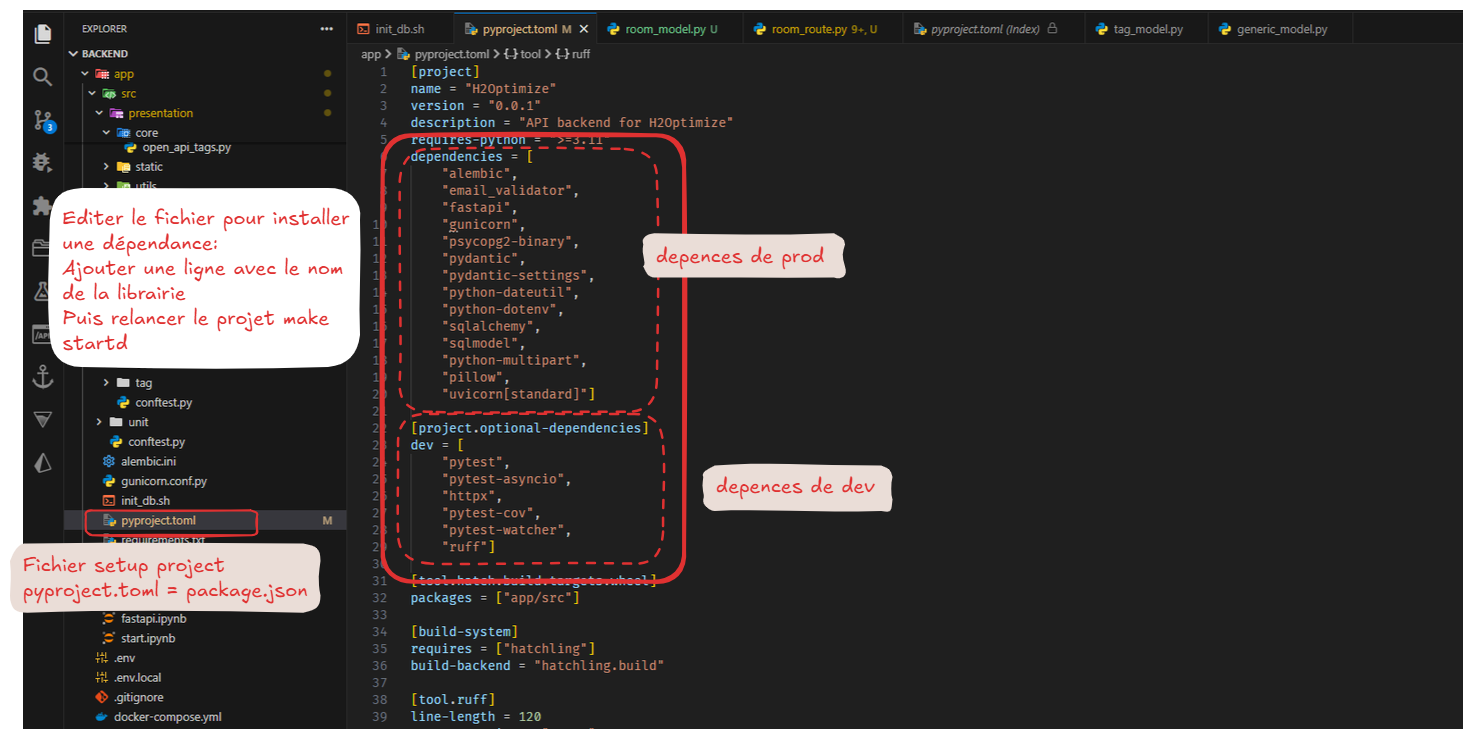 EXPLORER
BACKEND
app
src
presentation
core
open_api_tags.py
static
utils
Editer le fichier pour installer
une dépendance:
Ajouter une ligne avec le nom
de la librairie
Puis relancer le projet make
startd
tag
conftest.py
unit
conftest.py
alembic.ini
gunicorn.conf.py
init_db.sh
pyproject.toml M
requirements.txt
Fichier setup project
pyproject.toml = package.json
fastapi.ipynb
start.ipynb
.env
.env.local
.gitignore
docker-compose.yml
3
init_db.sh
pyproject.toml M
room_model.py U
room_route.py 9+, U
pyproject.toml (Index)
tag_model.py
generic_model.py
app > pyproject.toml > {..} tool > {..} ruff
1 [project]
2 name = "H2Optimize"
3 version = "0.0.1"
4 description = "API backend for H2Optimize"
5 requires-python = ">=3.11"
dependencies = [
"alembic",
"email_validator",
"fastapi",
"gunicorn",
"psycopg2-binary",
"pydantic",
"pydantic-settings",
"python-dateutil",
"python-dotenv",
"sqlalchemy",
"sqlmodel",
"python-multipart",
"pillow",
"uvicorn[standard]"]
depences de prod
[project.optional-dependencies]
dev = [
"pytest",
"pytest-asyncio",
"httpx",
"pytest-cov",
"pytest-watcher",
"ruff"]
depences de dev
31 [tool.hatch.build.targets.wheel]
32 packages = ["app/src"]
33
34 [build-system]
35 requires = ["hatchling"]
36 build-backend = "hatchling.build"
37
38 [tool.ruff]
39 line-length = 120